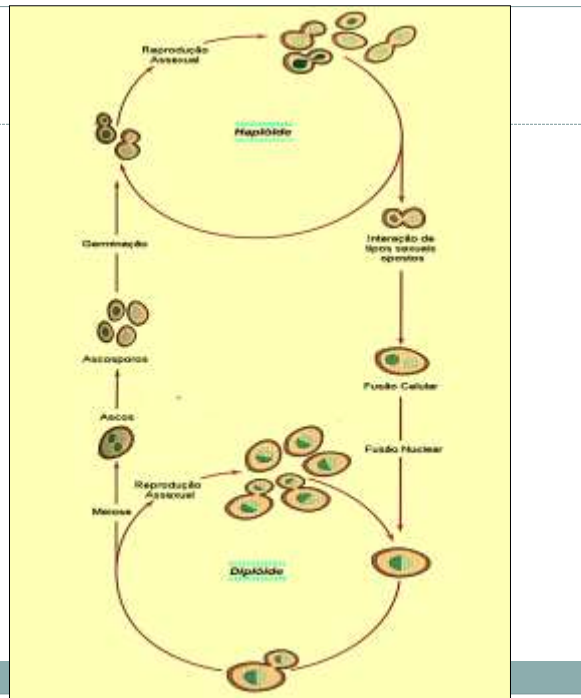 Reprodução
Assexual
Haplóide
Interação de
tipos sexuais
opostos
Germinação
Ascosporos
Fusão Celular
Ascos
Fusão Nuclear
Reprodução
Assexual
Meiose
Diplóide